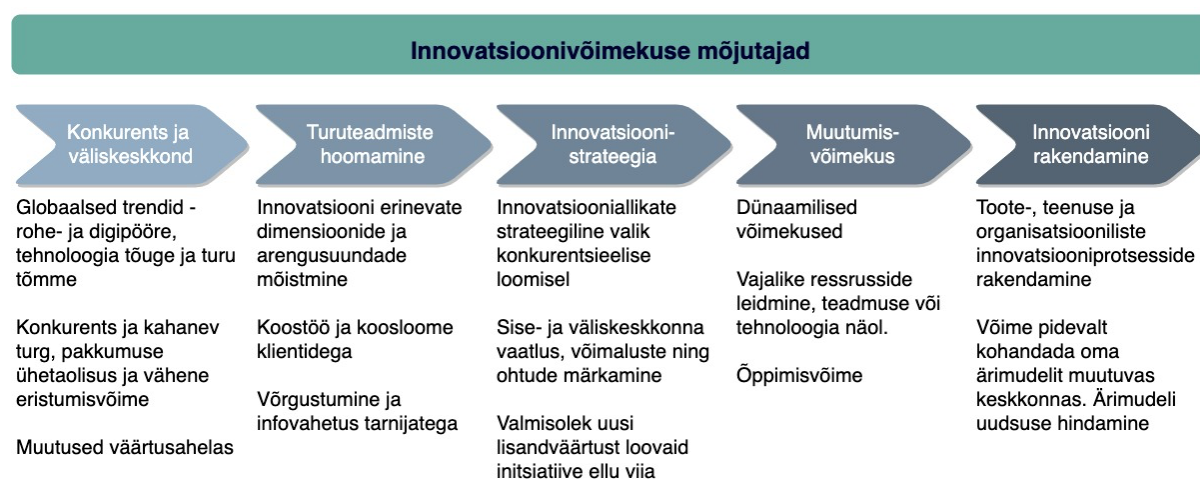 Innovatsioonivõimekuse mõjutajad
Konkurents ja
väliskeskkond
Globaalsed trendid -
rohe- ja digipööre,
tehnoloogia tõuge ja turu
tõmme
Konkurents ja kahanev
turg, pakkumuse
ühetaolisus ja vähene
eristumisvõime
Muutused väärtusahelas
Turuteadmiste
hoomamine
Innovatsiooni erinevate
dimensioonide ja
arengusuundade
mõistmine
Koostöö ja koosloome
klientidega
Võrgustumine ja
infovahetus tarnijatega
Innovatsiooni-
strateegia
Innovatsiooniallikate
strateegiline valik
konkurentsieelise
loomisel
Sise- ja väliskeskkonna
vaatlus, võimaluste ning
ohtude märkamine
Valmisolek uusi
lisandväärtust loovaid
initsiatiive ellu viia
Muutumis-
võimekus
Dünaamilised
võimekused
Vajalike ressrusside
leidmine, teadmuse või
tehnoloogia näol.
Õppimisvõime
Innovatsiooni
rakendamine
Toote-, teenuse ja
organisatsiooniliste
innovatsiooniprotsesside
rakendamine
Võime pidevalt
kohandada oma
ärimudelit muutuvas
keskkonnas. Ärimudeli
uudsuse hindamine